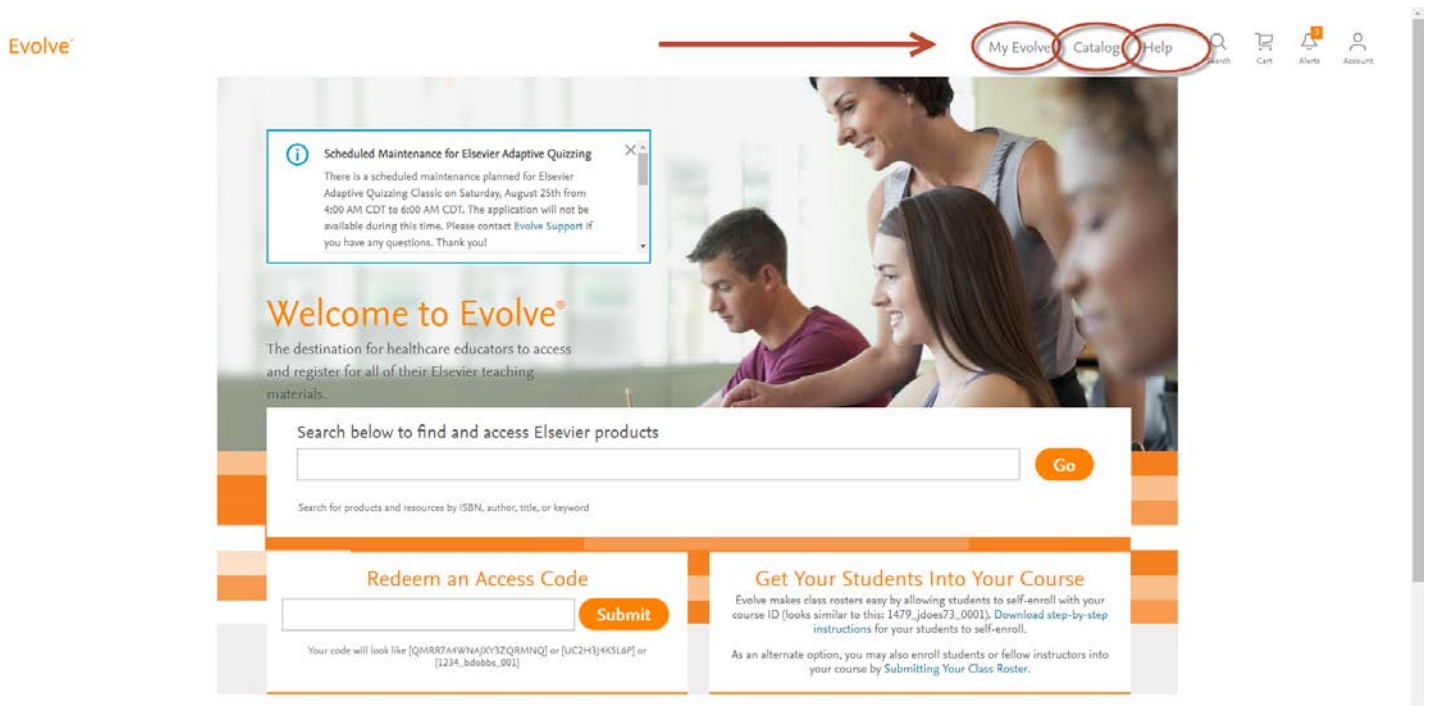 Evolve®
My Evolve Catalog Help
Search Cart Alerts Account
3
Scheduled Maintenance for Elsevier Adaptive Quizzing
There is a scheduled maintenance planned for Elsevier
Adaptive Quizzing Classic on Saturday, August 25th from
4:00 AM CDT to 6:00 AM CDT. The application will not be
available during this time. Please contact Evolve Support if
you have any questions. Thank you!
Welcome to Evolve®
The destination for healthcare educators to access
and register for all of their Elsevier teaching
materials.
Search below to find and access Elsevier products
Go
Search for products and resources by ISBN, author, title, or keyword
Redeem an Access Code
Submit
Your code will look like [QMRR7A4WNAJXY3ZQRMNQ] or [UC2H3J4K5L6P] or
[1234_bdobbs_001]
Get Your Students Into Your Course
Evolve makes class rosters easy by allowing students to self-enroll with your
course ID (looks similar to this: 1479_jdoes73_0001). Download step-by-step
instructions for your students to self-enroll.
As an alternate option, you may also enroll students or fellow instructors into
your course by Submitting Your Class Roster.